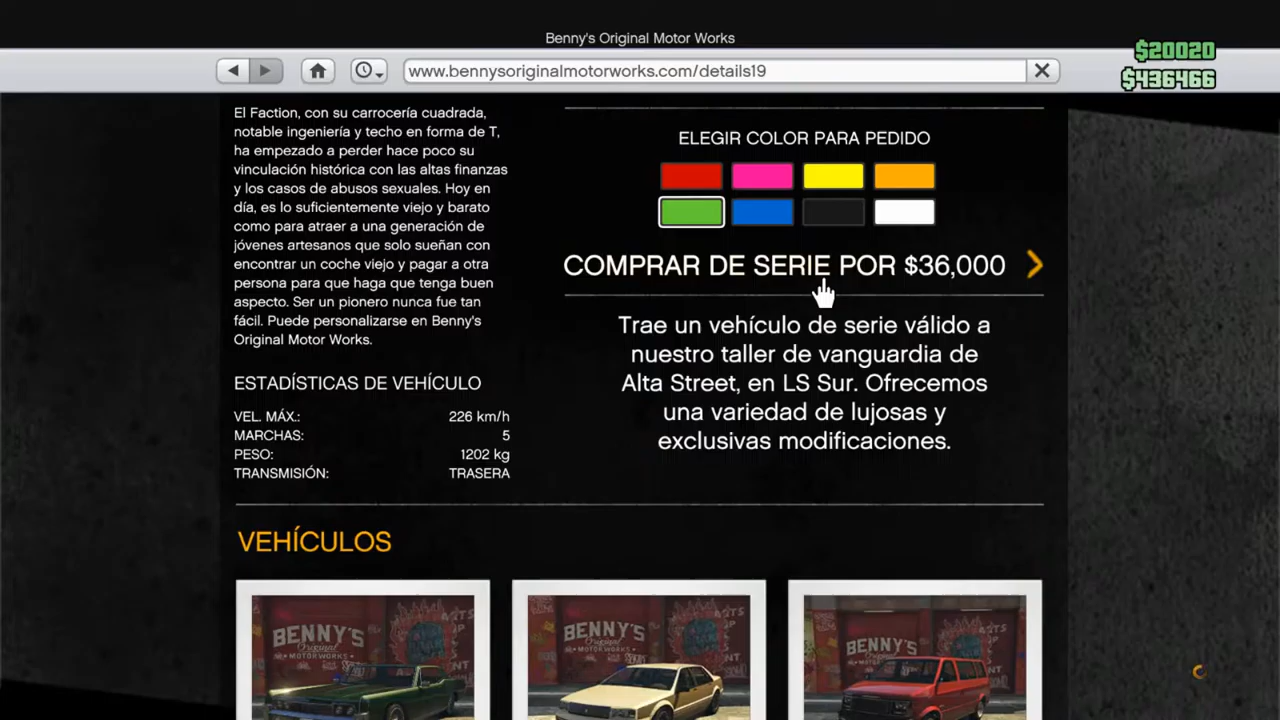 Benny's Original Motor Works
$20020
www.bennysoriginalmotorworks.com/details19
$436466
El Faction, con su carrocería cuadrada,
notable ingeniería y techo en forma de T,
ha empezado a perder hace poco su
vinculación histórica con las altas finanzas
y los casos de abusos sexuales. Hoy en
día, es lo suficientemente viejo y barato
como para atraer a una generación de
jóvenes artesanos que solo sueñan con
encontrar un coche viejo y pagar a otra
persona para que haga que tenga buen
aspecto. Ser un pionero nunca fue tan
fácil. Puede personalizarse en Benny's
Original Motor Works.
ESTADÍSTICAS DE VEHÍCULO
VEL. MÁX.: 226 km/h
MARCHAS: 5
PESO: 1202 kg
TRANSMISIÓN: TRASERA
ELEGIR COLOR PARA PEDIDO
COMPRAR DE SERIE POR $36,000
Trae un vehículo de serie válido a
nuestro taller de vanguardia de
Alta Street, en LS Sur. Ofrecemos
una variedad de lujosas y
exclusivas modificaciones.
VEHÍCULOS
BENNY'S
Original
MOTORWORKS
BENNY'S
Original
MOTORWORKS
BENNY'S
Original
MOTORWORKS